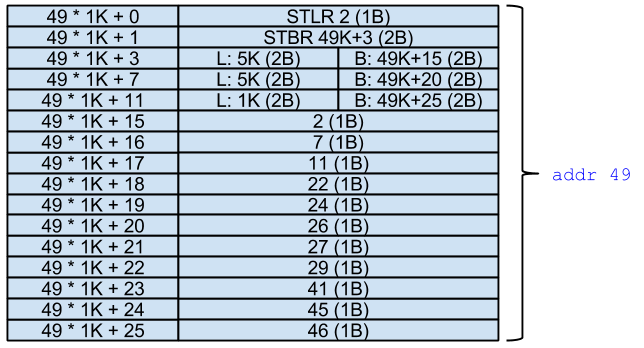 49 * 1K + 0 STLR 2 (1B)
49 * 1K + 1 STBR 49K+3 (2B)
49 * 1K + 3 L: 5K (2B) B: 49K+15 (2B)
49 * 1K + 7 L: 5K (2B) B: 49K+20 (2B)
49 * 1K + 11 L: 1K (2B) B: 49K+25 (2B)
49 * 1K + 15 2 (1B)
49 * 1K + 16 7 (1B)
49 * 1K + 17 11 (1B)
49 * 1K + 18 22 (1B)
addr 49
49 * 1K + 19 24 (1B)
49 * 1K + 20 26 (1B)
49 * 1K + 21 27 (1B)
49 * 1K + 22 29 (1B)
49 * 1K + 23 41 (1B)
49 * 1K + 24 45 (1B)
49 * 1K + 25 46 (1B)